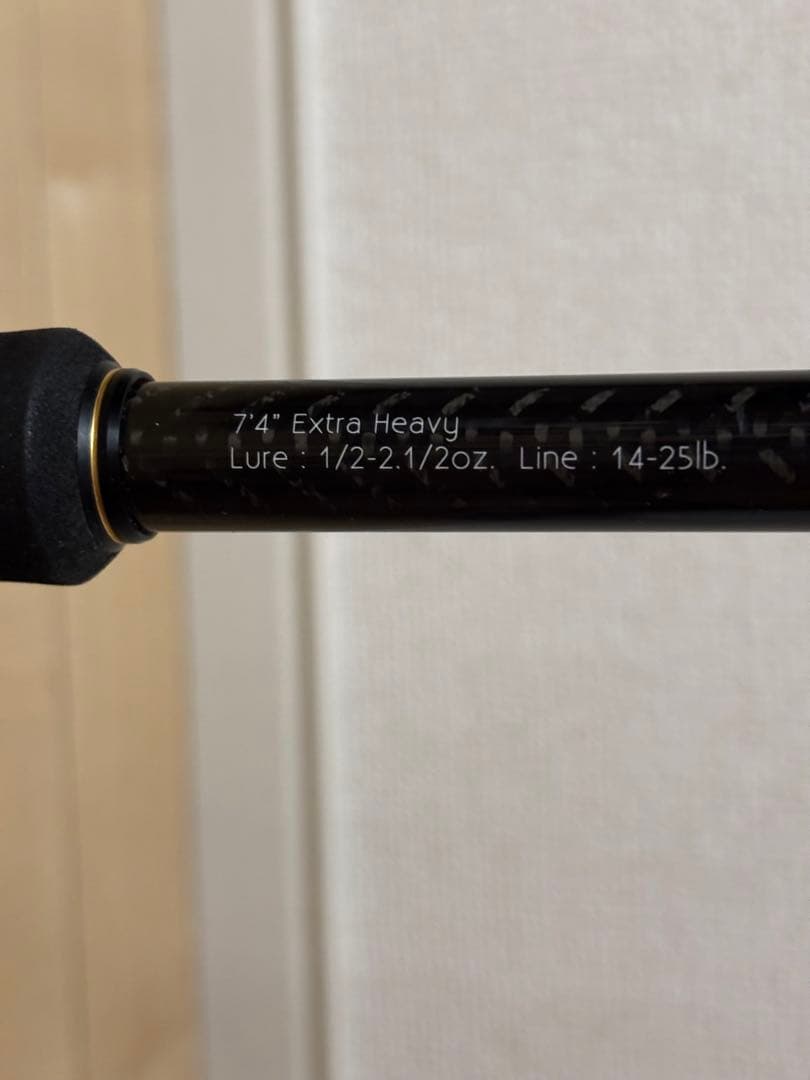 7'4" Extra Heavy
Lure : 1/2-2.1/2oz. Line : 14-25lb.